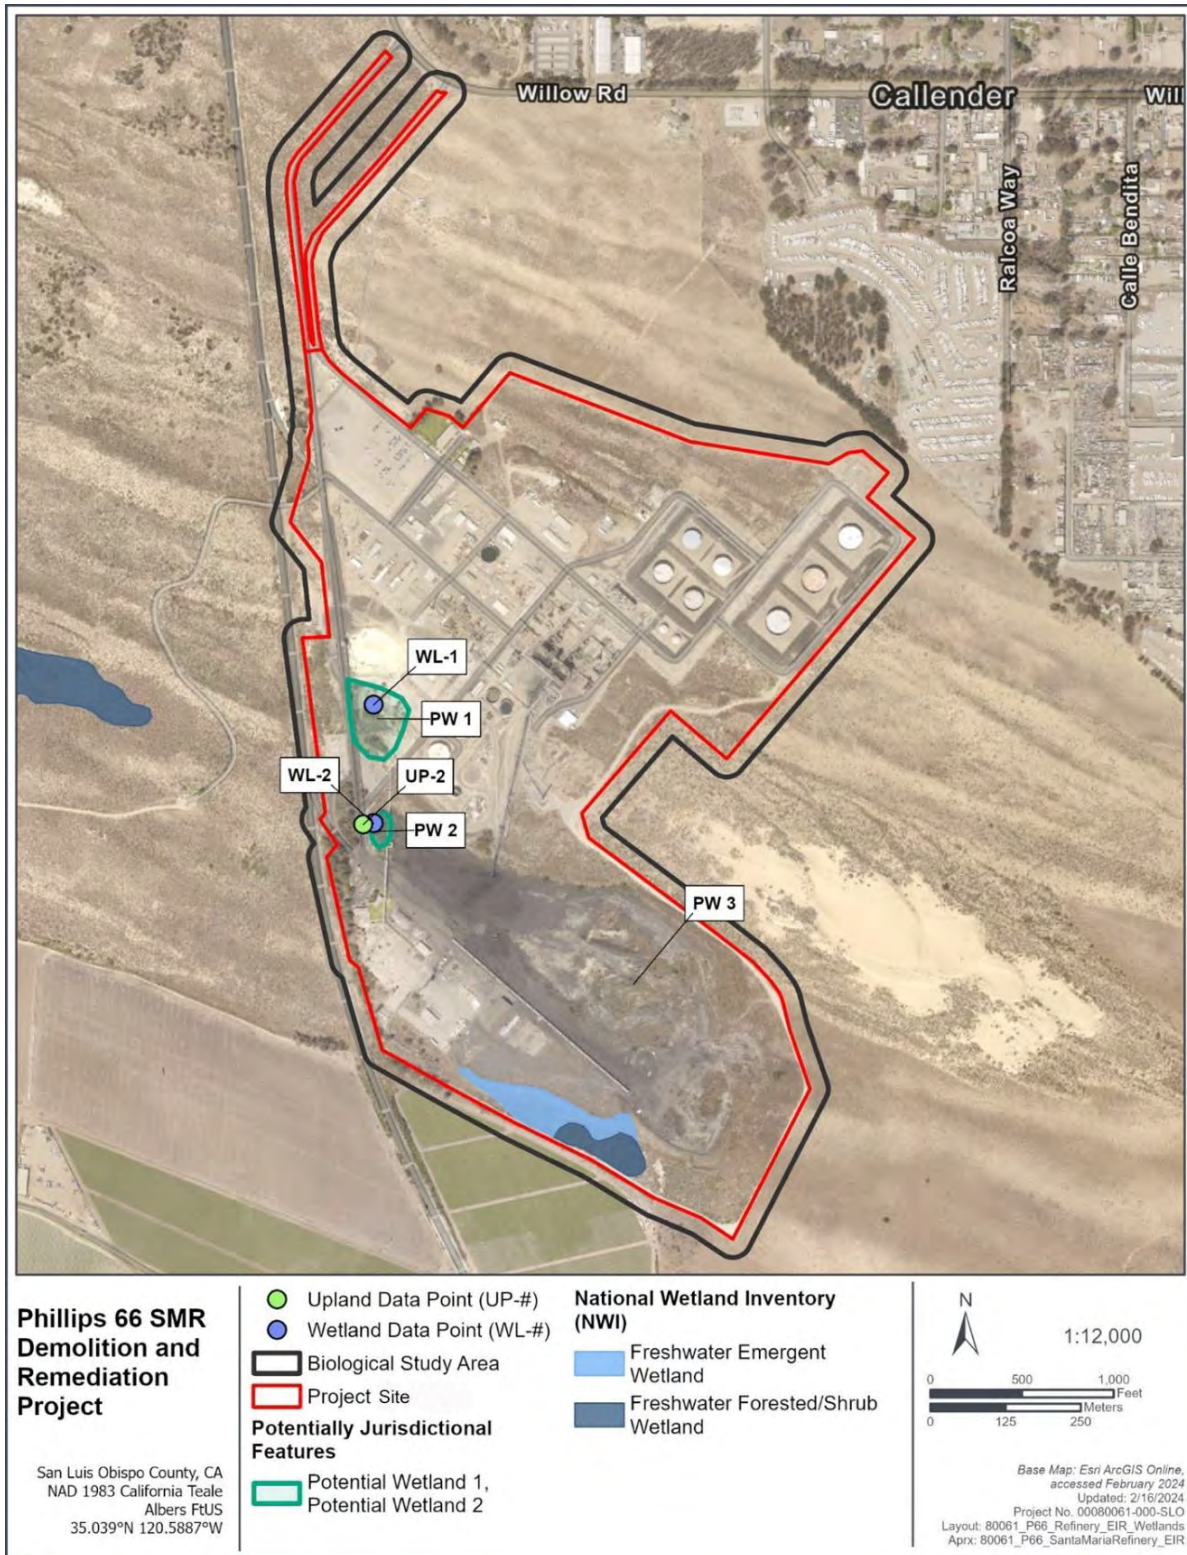 Willow Rd
Callender
Will
Ralcoa Way
Calle Bendita
WL-1
PW 1
WL-2
UP-2
PW 2
PW 3
Phillips 66 SMR
Demolition and
Remediation
Project
San Luis Obispo County, CA
NAD 1983 California Teale
Albers FtUS
35.039°N 120.5887°W
Upland Data Point (UP-#)
Wetland Data Point (WL-#)
Biological Study Area
Project Site
Potentially Jurisdictional
Features
Potential Wetland 1,
Potential Wetland 2
National Wetland Inventory
(NWI)
Freshwater Emergent
Wetland
Freshwater Forested/Shrub
Wetland
N
1:12,000
0 500 1,000
Feet
Meters
0 125 250
Base Map: Esri ArcGIS Online,
accessed February 2024
Updated: 2/16/2024
Project No. 00080061-000-SLO
Layout: 80061_P66_Refinery_EIR_Wetlands
Aprx: 80061_P66_SantaMariaRefinery_EIR